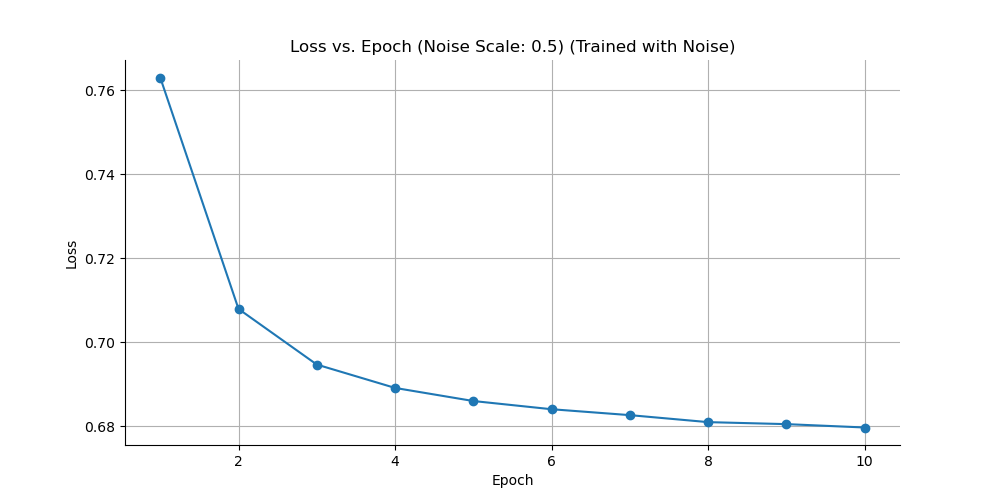 Loss vs. Epoch (Noise Scale: 0.5) (Trained with Noise)
0.76
0.74
0.72
0.70
0.68
Loss
2 4 6 8 10
Epoch